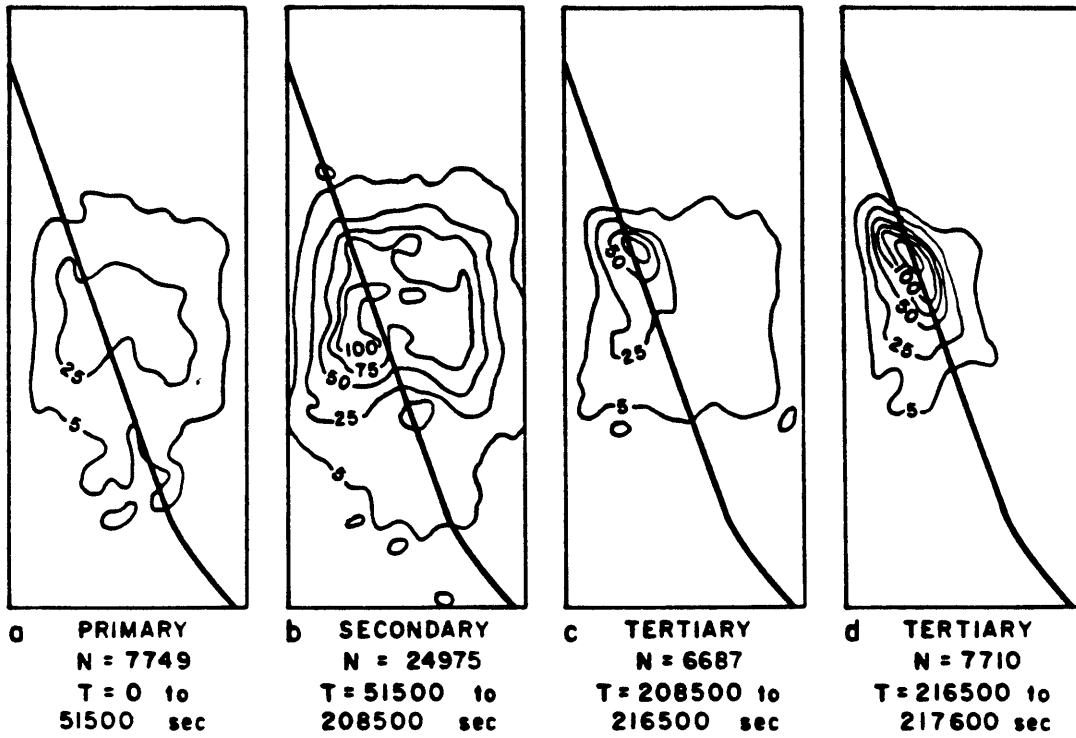 25
5
100
75
50
25
5
50
25
5
100
50
25
5
a PRIMARY
N = 7749
T = 0 to
51500 sec
b SECONDARY
N = 24975
T = 51500 to
208500 sec
c TERTIARY
N = 6687
T = 208500 to
216500 sec
d TERTIARY
N = 7710
T = 216500 to
217600 sec